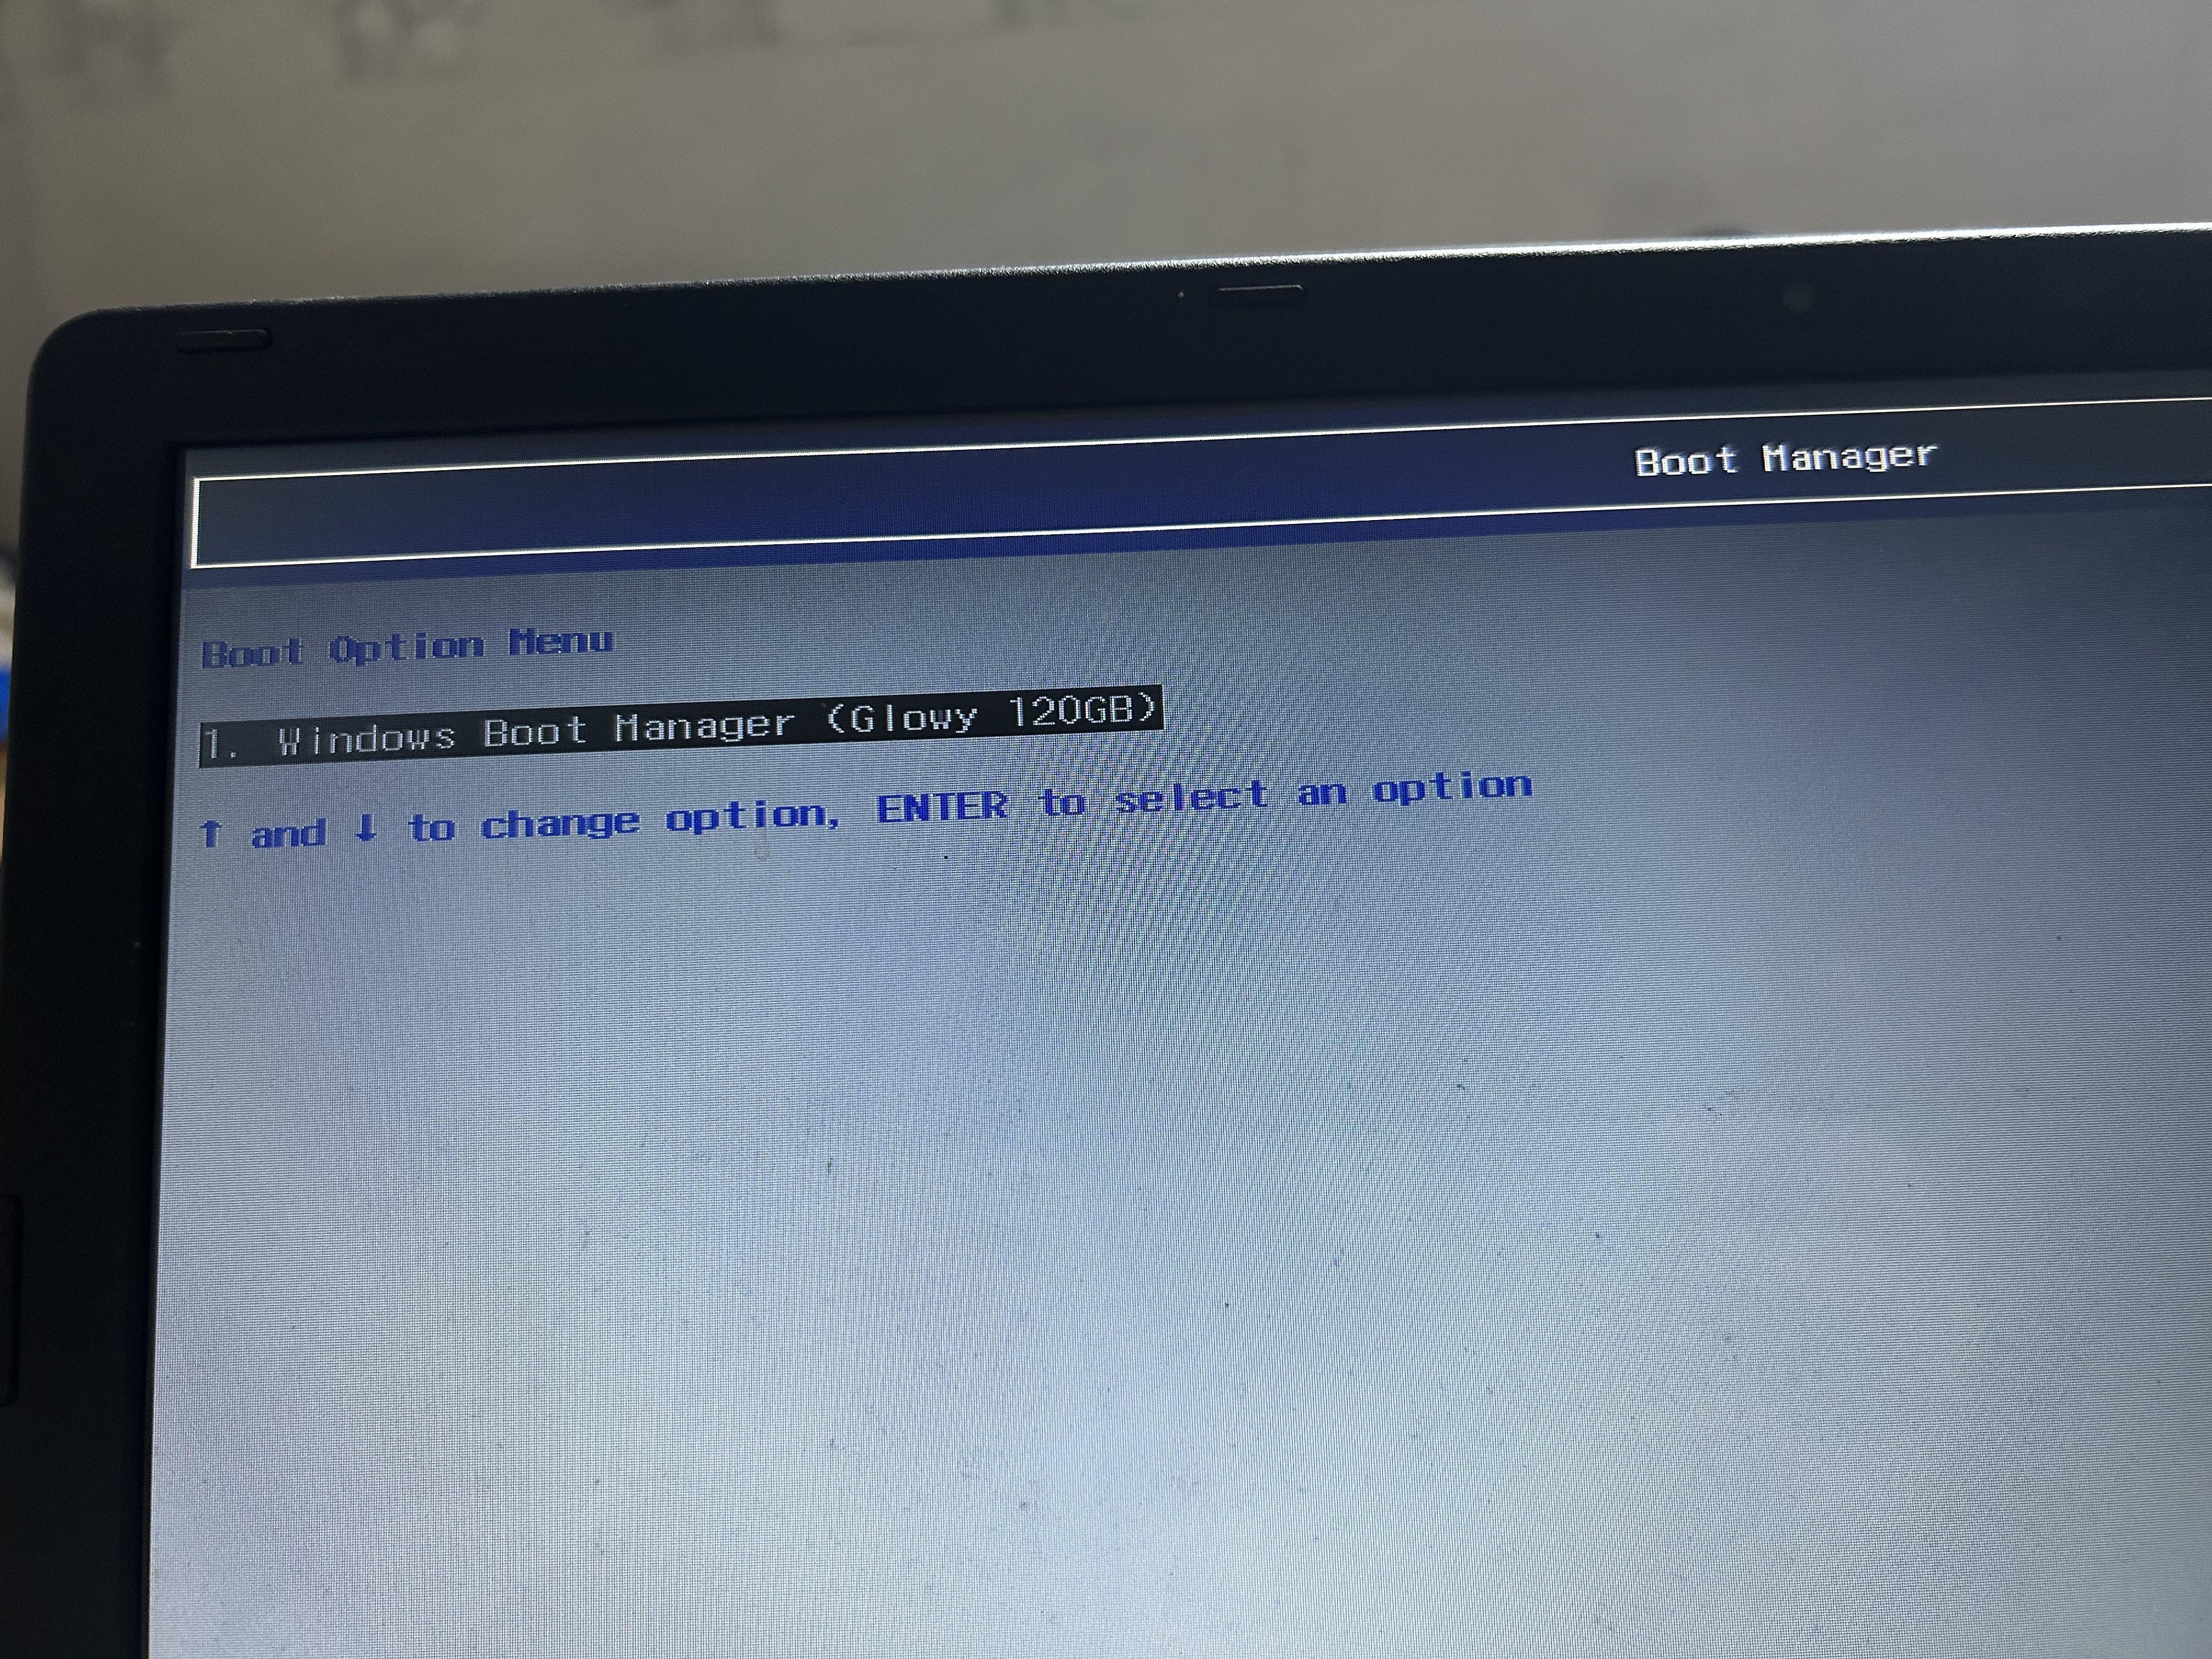 Boot Manager
Boot Option Menu
1. Windows Boot Manager (Glowy 120GB)
↑ and ↓ to change option, ENTER to select an option